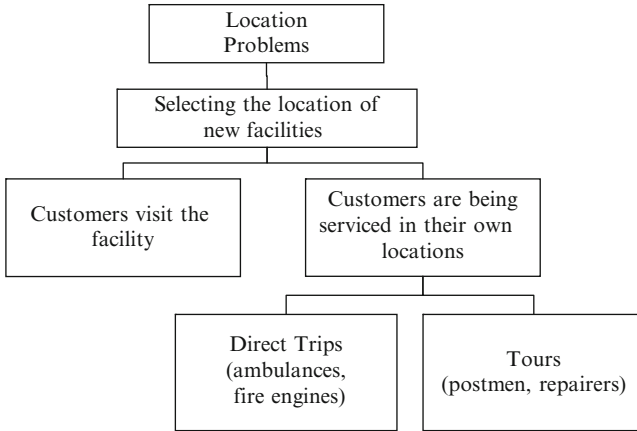 Location
Problems
Selecting the location of
new facilities
Customers visit the
facility
Customers are being
serviced in their own
locations
Direct Trips
(ambulances,
fire engines)
Tours
(postmen, repairers)